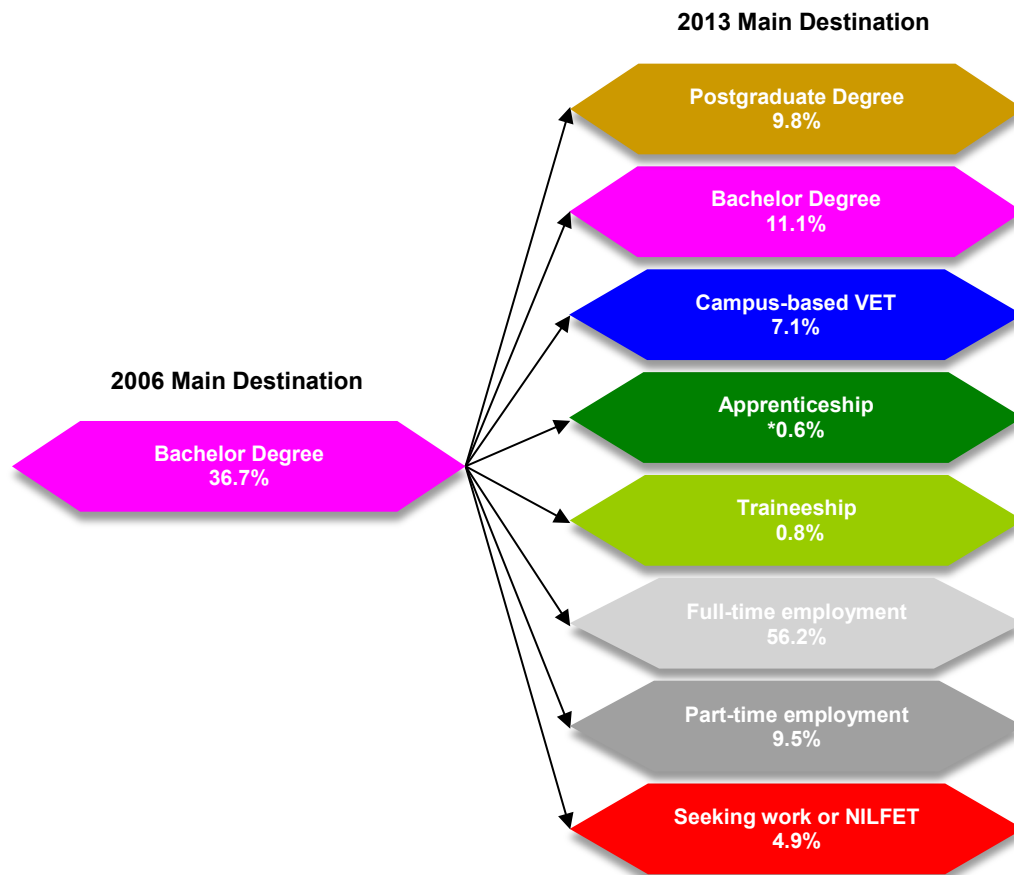 2013 Main Destination
Postgraduate Degree
9.8%
Bachelor Degree
11.1%
Campus-based VET
7.1%
2006 Main Destination
Apprenticeship
*0.6%
Bachelor Degree
36.7%
Traineeship
0.8%
Full-time employment
56.2%
Part-time employment
9.5%
Seeking work or NILFET
4.9%